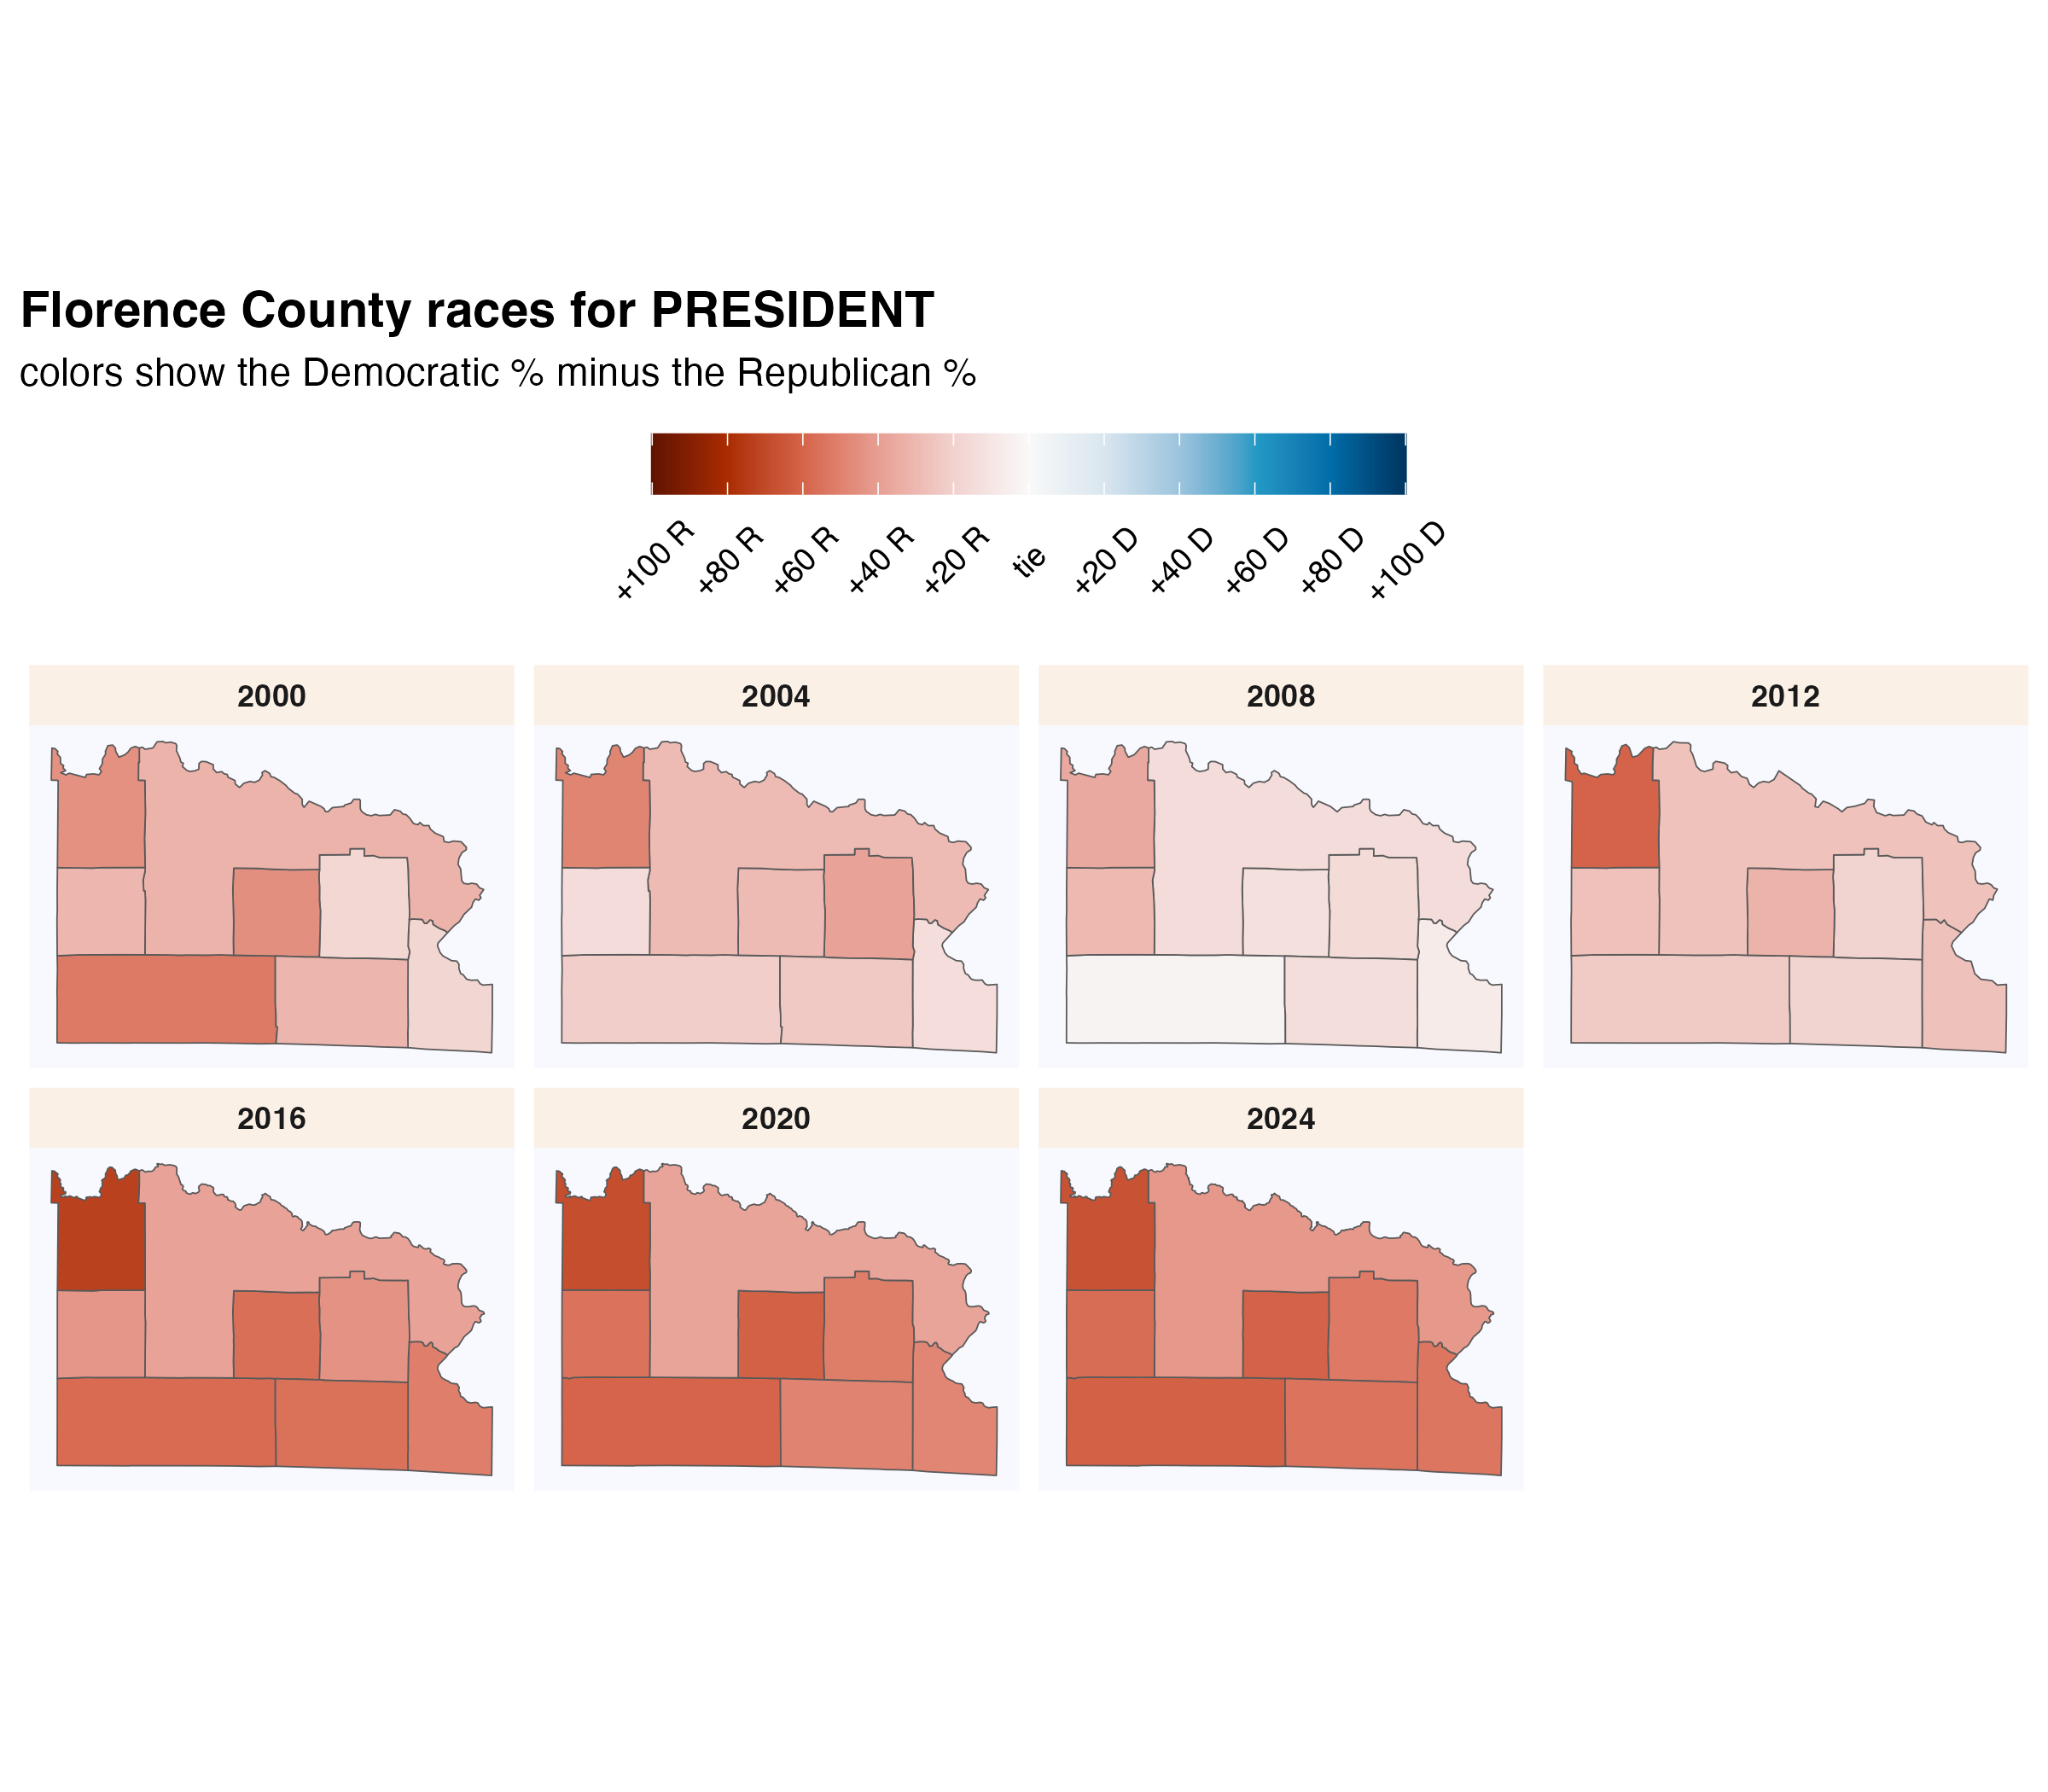 Florence County races for PRESIDENT
colors show the Democratic % minus the Republican %
+100 R
+80 R
+60 R
+40 R
+20 R
tie
+20 D
+40 D
+60 D
+80 D
+100 D
2000
2004
2008
2012
2016
2020
2024